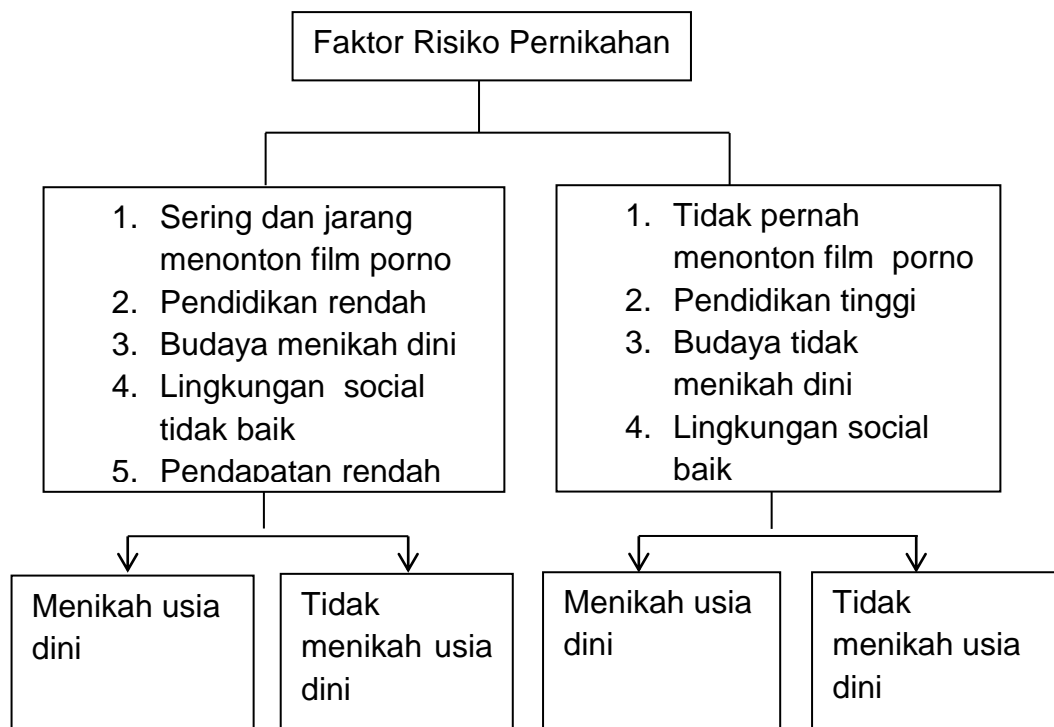 Faktor Risiko Pernikahan
1. Sering dan jarang
menonton film porno
2. Pendidikan rendah
3. Budaya menikah dini
4. Lingkungan social
tidak baik
5. Pendapatan rendah
1. Tidak pernah
menonton film porno
2. Pendidikan tinggi
3. Budaya tidak
menikah dini
4. Lingkungan social
baik
Menikah usia
dini
Tidak
menikah usia
dini
Menikah usia
dini
Tidak
menikah usia
dini